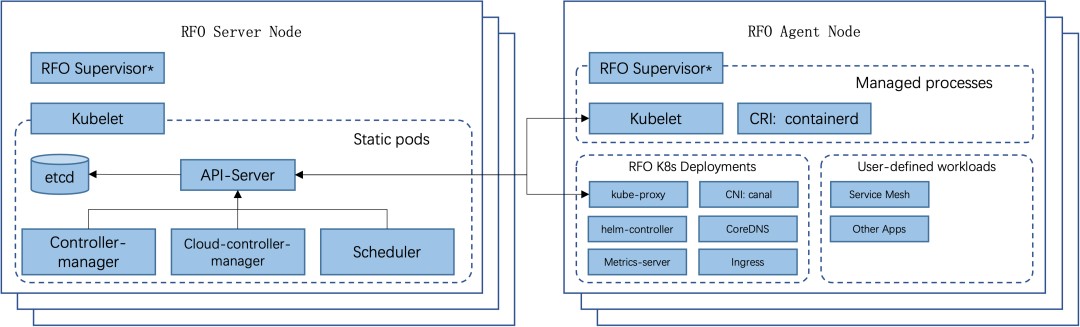 RFO Server Node
RFO Supervisor*
Kubelet
Static pods
etcd
API-Server
Controller-
manager
Cloud-controller-
manager
Scheduler
RFO Agent Node
RFO Supervisor*
Managed processes
Kubelet
CRI: containerd
RFO K8s Deployments
kube-proxy
CNI: canal
helm-controller
CoreDNS
Metrics-server
Ingress
User-defined workloads
Service Mesh
Other Apps